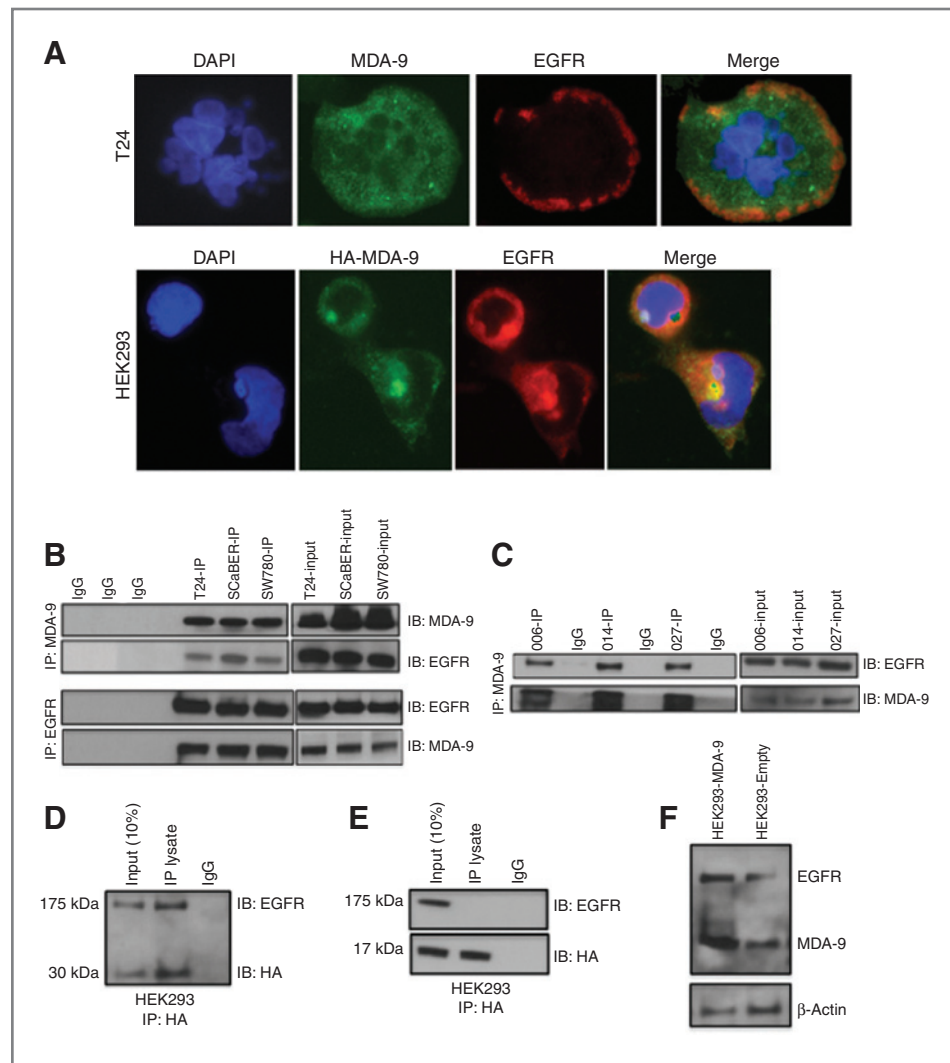 A
DAPI MDA-9 EGFR Merge
T24
DAPI HA-MDA-9 EGFR Merge
HEK293
B
IgG IgG IgG T24-IP SCaBER-IP SW780-IP T24-input SCaBER-input SW780-input
IP: MDA-9
IB: MDA-9
IB: EGFR
IP: EGFR
IB: EGFR
IB: MDA-9
C
006-IP IgG 014-IP IgG 027-IP IgG 006-input 014-input 027-input
IP: MDA-9
IB: EGFR
IB: MDA-9
D
Input (10%) IP lysate IgG
175 kDa IB: EGFR
30 kDa IB: HA
HEK293
IP: HA
E
Input (10%) IP lysate IgG
175 kDa IB: EGFR
17 kDa IB: HA
HEK293
IP: HA
F
HEK293-MDA-9 HEK293-Empty
EGFR
MDA-9
β-Actin